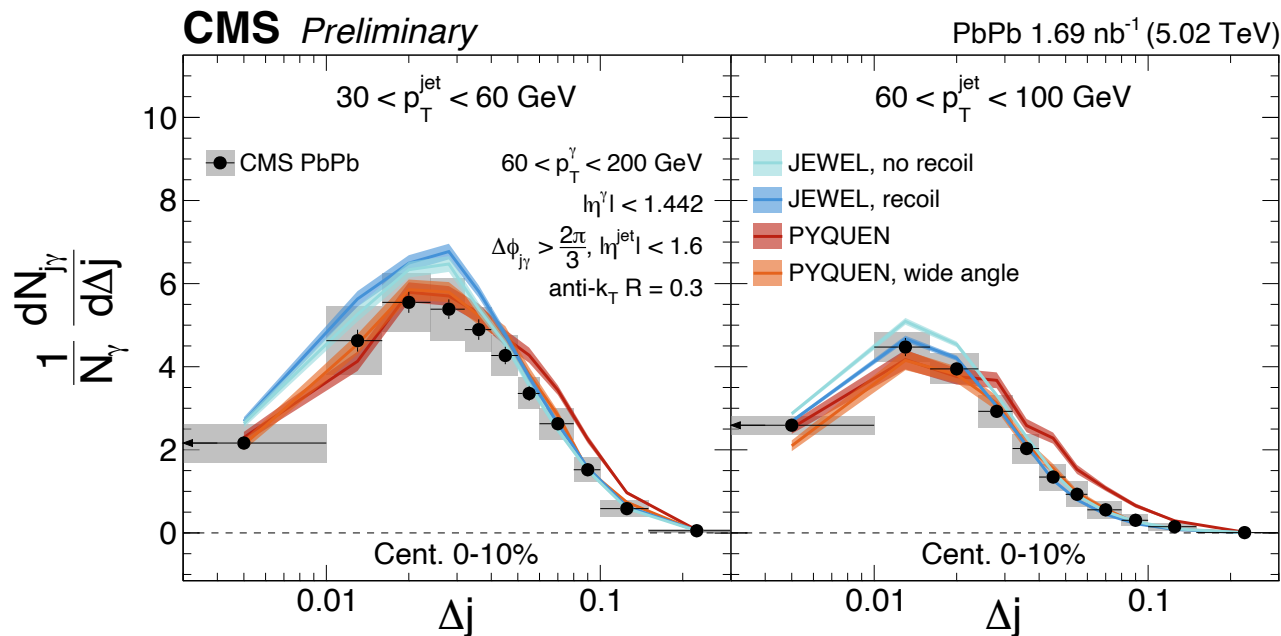 CMS Preliminary
PbPb 1.69 nb⁻¹ (5.02 TeV)
30 < p_T^jet < 60 GeV
60 < p_T^jet < 100 GeV
CMS PbPb
60 < p_T^γ < 200 GeV
|η^γ| < 1.442
Δϕ_jγ > 2π/3, |η^jet| < 1.6
anti-k_T R = 0.3
JEWEL, no recoil
JEWEL, recoil
PYQUEN
PYQUEN, wide angle
1/N_γ dN_jγ/dΔj
10
8
6
4
2
0
Cent. 0-10%
Cent. 0-10%
0.01
0.1
0.01
0.1
Δj
Δj